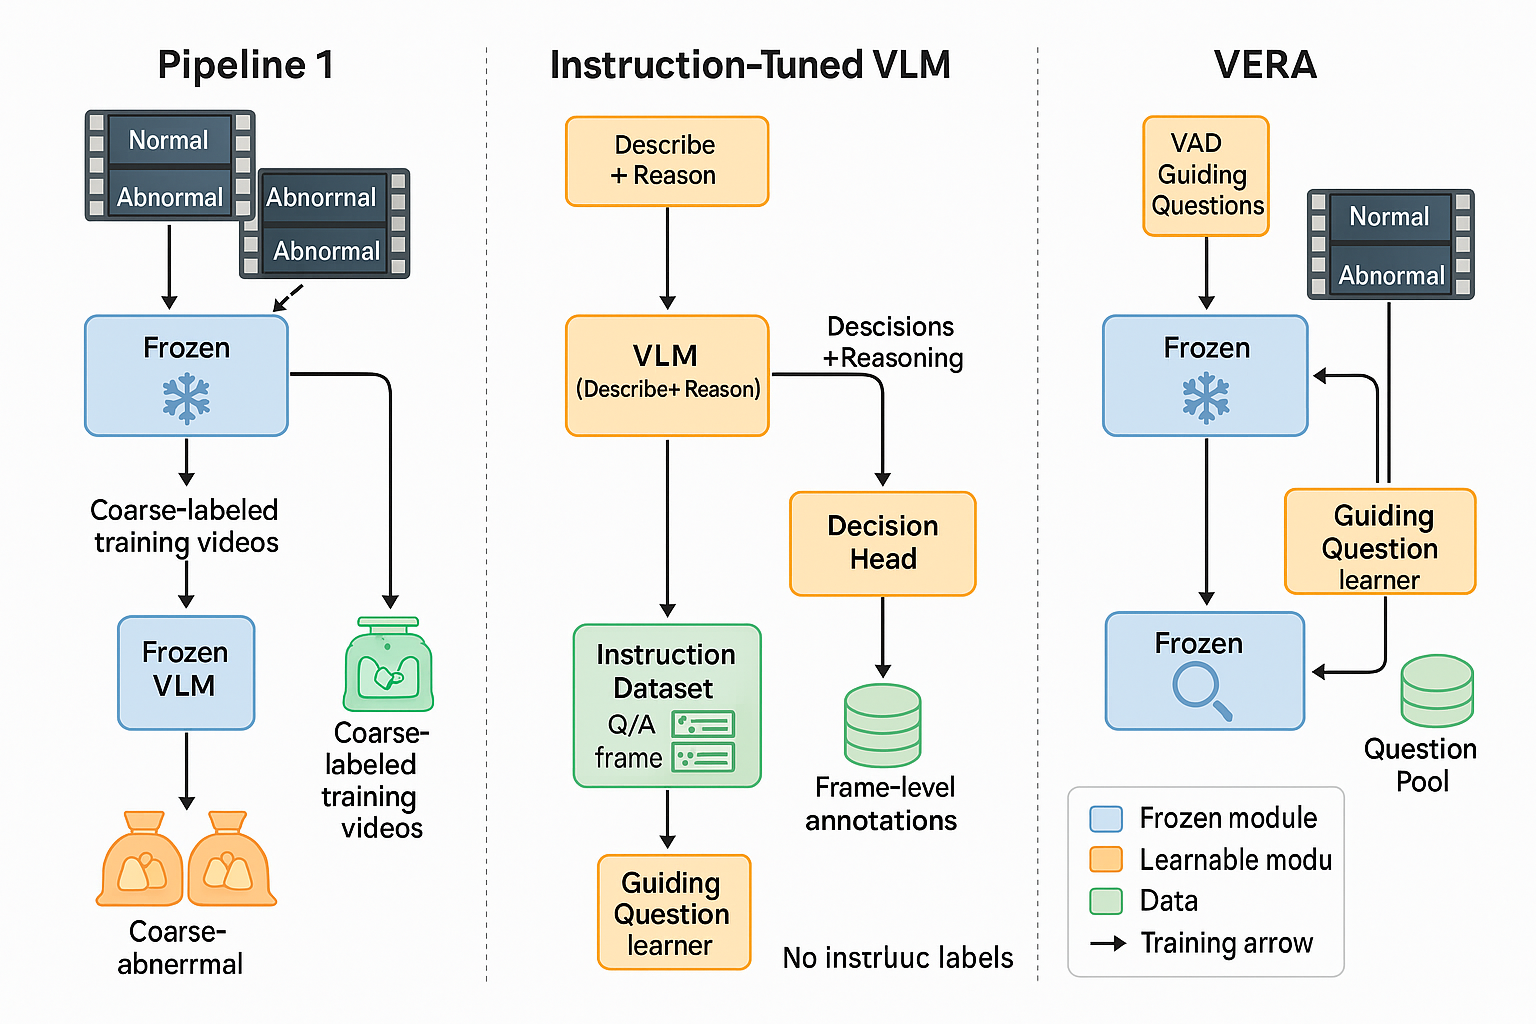 Pipeline 1
Normal
Abnormal
Abnorrnal
Abnormal
Frozen
Coarse-labeled
training videos
Frozen
VLM
Coarse-
labeled
training
videos
Coarse-
abnerrmal
Instruction-Tuned VLM
Describe
+ Reason
VLM
(Describe+ Reason)
Descisions
+Reasoning
Decision
Head
Instruction
Dataset
Q/A
frame
Frame-level
annotations
Guiding
Question
learner
No instrluuc labels
VERA
VAD
Guiding
Questions
Normal
Abnormal
Frozen
Guiding
Question
learner
Frozen
Question
Pool
Frozen module
Learnable modu
Data
Training arrow